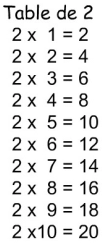 Table de 2
2 x 1 = 2
2 x 2 = 4
2 x 3 = 6
2 x 4 = 8
2 x 5 = 10
2 x 6 = 12
2 x 7 = 14
2 x 8 = 16
2 x 9 = 18
2 x10 = 20